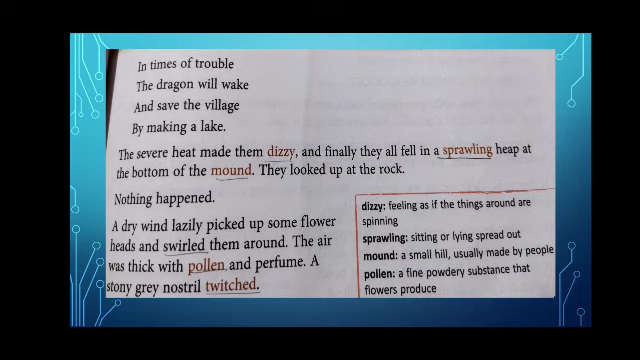 In times of trouble
The dragon will wake
And save the village
By making a lake.
The severe heat made them dizzy, and finally they all fell in a sprawling heap at
the bottom of the mound. They looked up at the rock.
Nothing happened.
A dry wind lazily picked up some flower
heads and swirled them around. The air
was thick with pollen and perfume. A
stony grey nostril twitched.
dizzy: feeling as if the things around are
spinning
sprawling: sitting or lying spread out
mound: a small hill, usually made by people
pollen: a fine powdery substance that
flowers produce